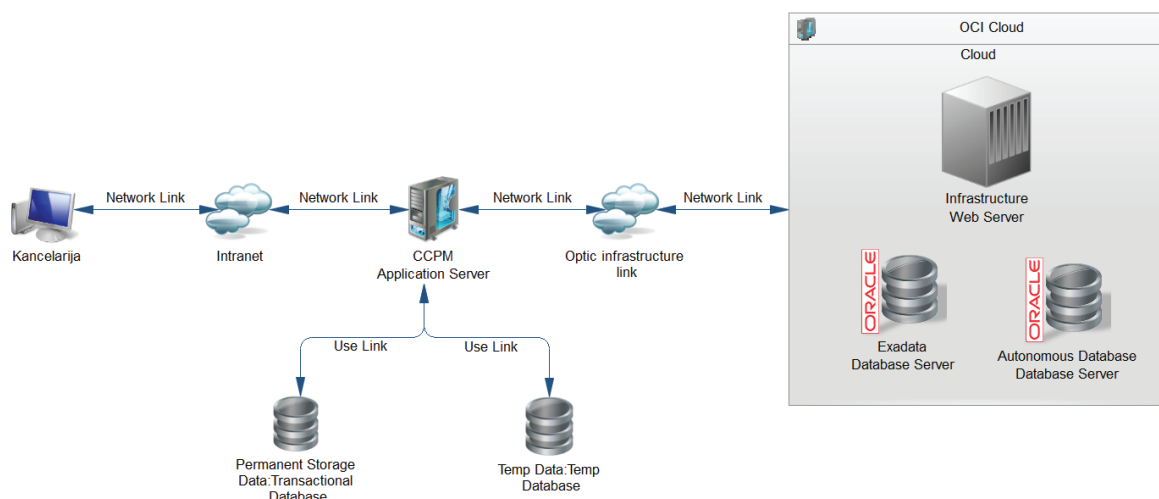 OCI Cloud
Cloud
Infrastructure
Web Server
Network Link
Network Link
Network Link
Network Link
Kancelarija
Intranet
CCPM
Application Server
Optic infrastructure
link
ORACLE
Exadata
Database Server
ORACLE
Autonomous Database
Database Server
Use Link
Use Link
Permanent Storage
Data:Transactional
Database
Temp Data:Temp
Database